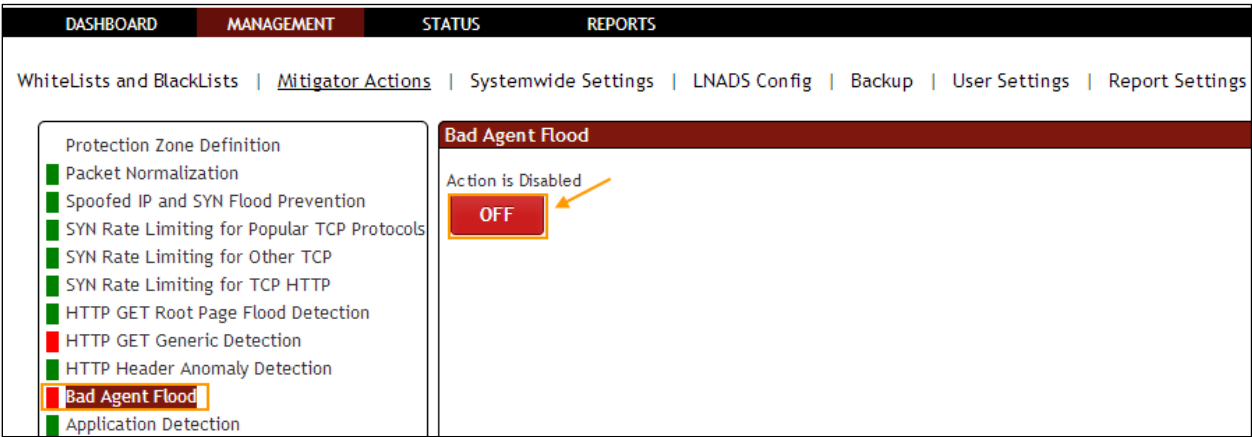 DASHBOARD MANAGEMENT STATUS REPORTS
WhiteLists and BlackLists | Mitigator Actions | Systemwide Settings | LNADS Config | Backup | User Settings | Report Settings
Protection Zone Definition
Packet Normalization
Spoofed IP and SYN Flood Prevention
SYN Rate Limiting for Popular TCP Protocols
SYN Rate Limiting for Other TCP
SYN Rate Limiting for TCP HTTP
HTTP GET Root Page Flood Detection
HTTP GET Generic Detection
HTTP Header Anomaly Detection
Bad Agent Flood
Application Detection
Bad Agent Flood
Action is Disabled
OFF